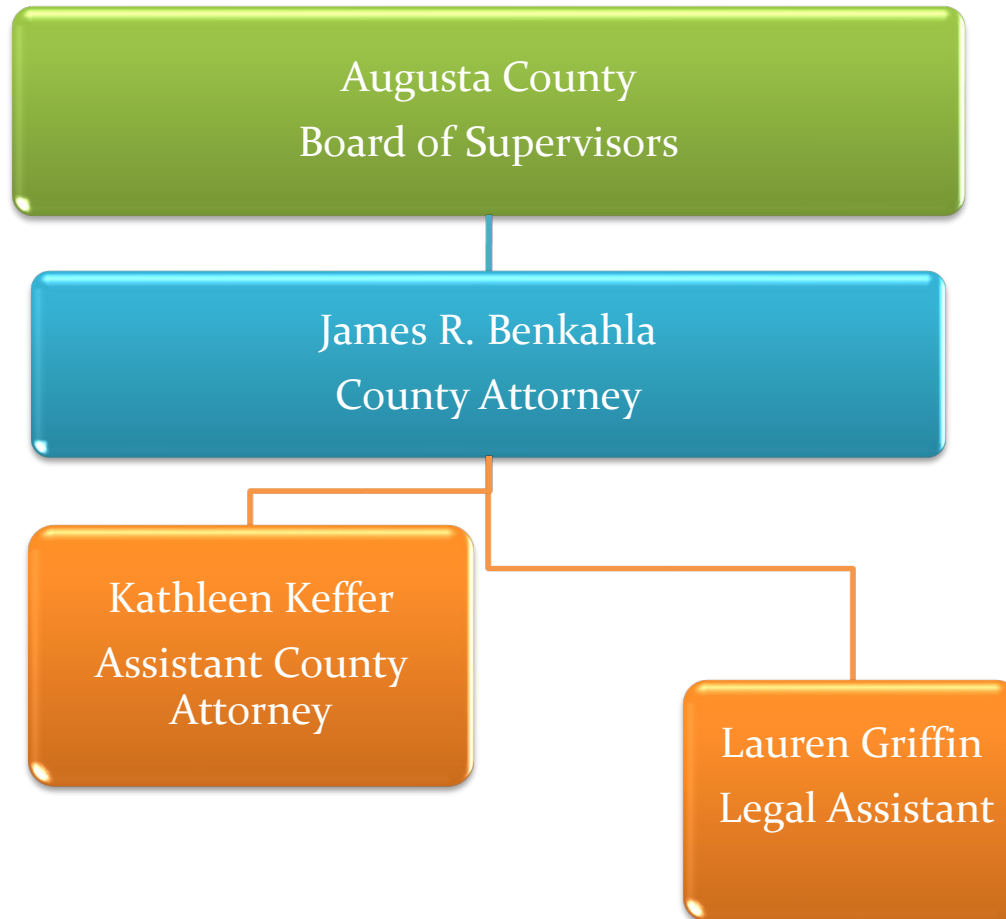 Augusta County
Board of Supervisors
James R. Benkahla
County Attorney
Kathleen Keffer
Assistant County
Attorney
Lauren Griffin
Legal Assistant